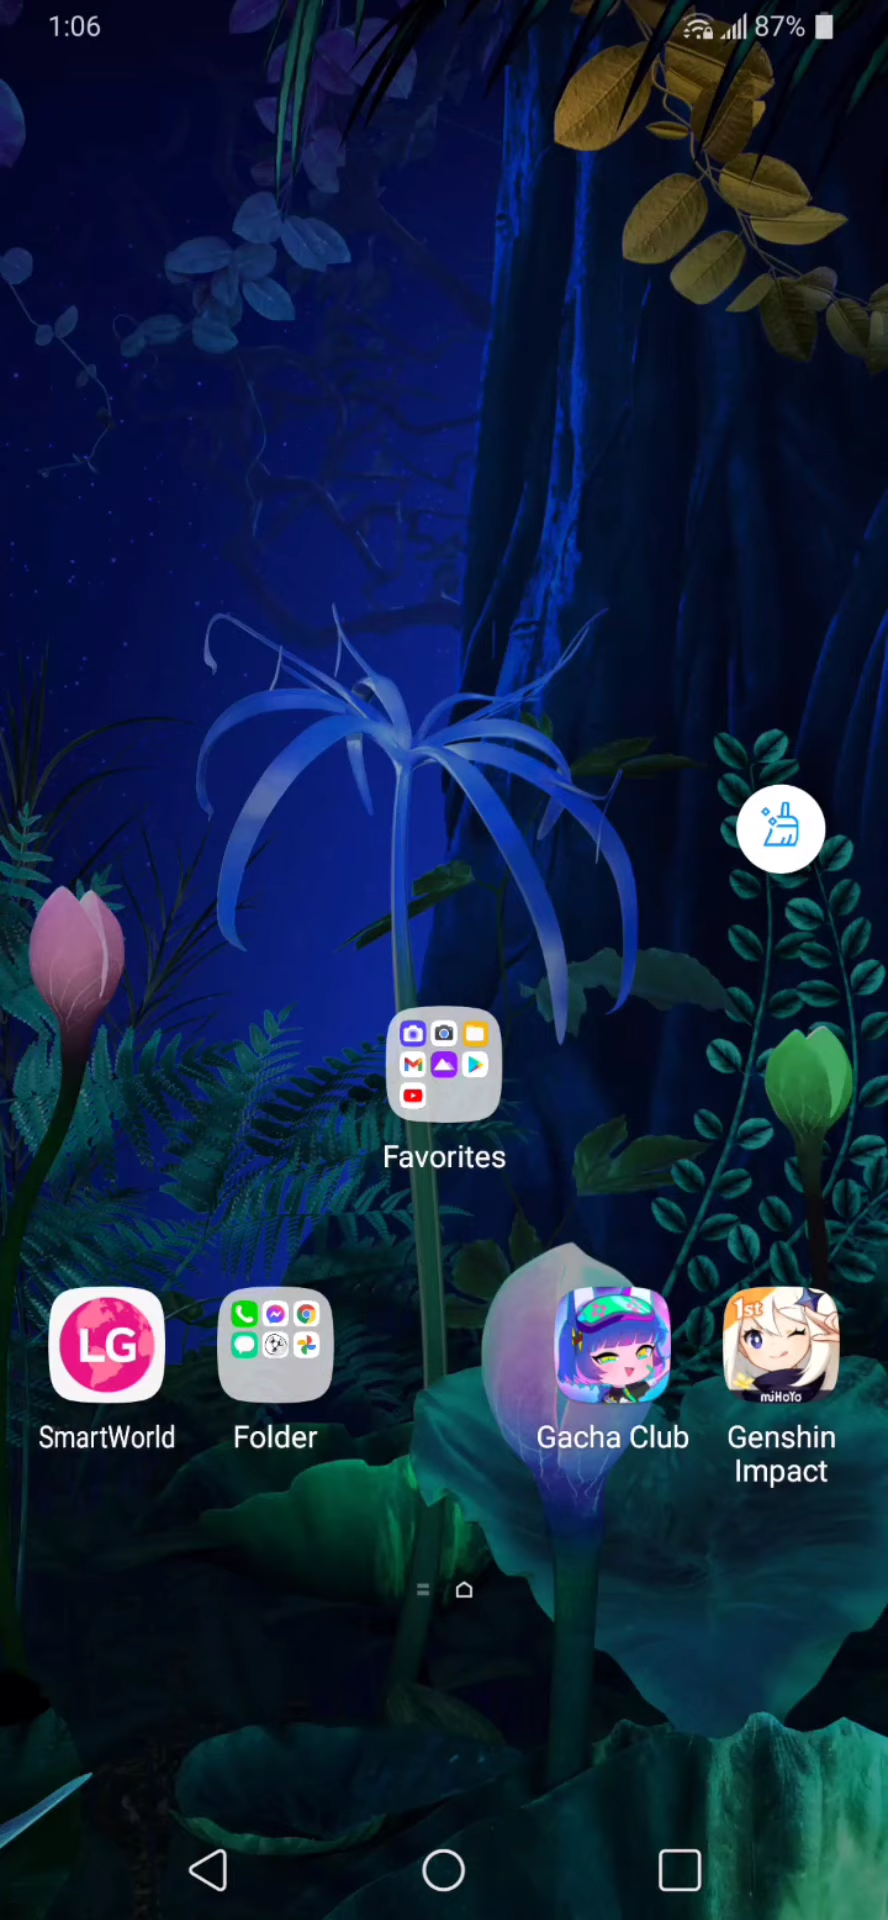 1:06
87%
Favorites
LG
1st
miHoYo
SmartWorld
Folder
Gacha Club
Genshin
Impact